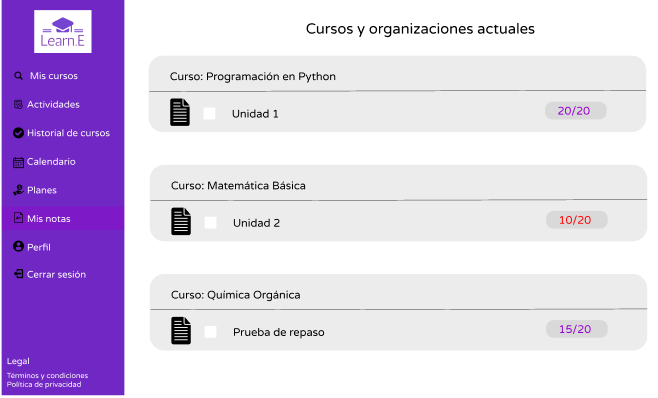 Learn.E
Mis cursos
Actividades
Historial de cursos
Calendario
Planes
Mis notas
Perfil
Cerrar sesión
Legal
Términos y condiciones
Política de privacidad
Cursos y organizaciones actuales
Curso: Programación en Python
Unidad 1 20/20
Curso: Matemática Básica
Unidad 2 10/20
Curso: Química Orgánica
Prueba de repaso 15/20